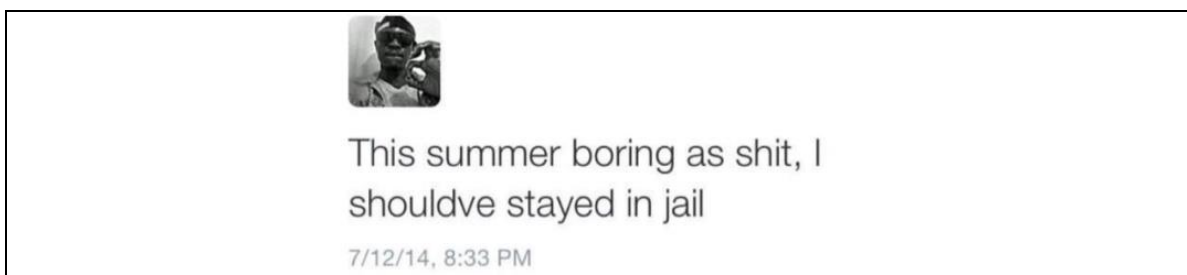 This summer boring as shit, I
shouldve stayed in jail
7/12/14, 8:33 PM